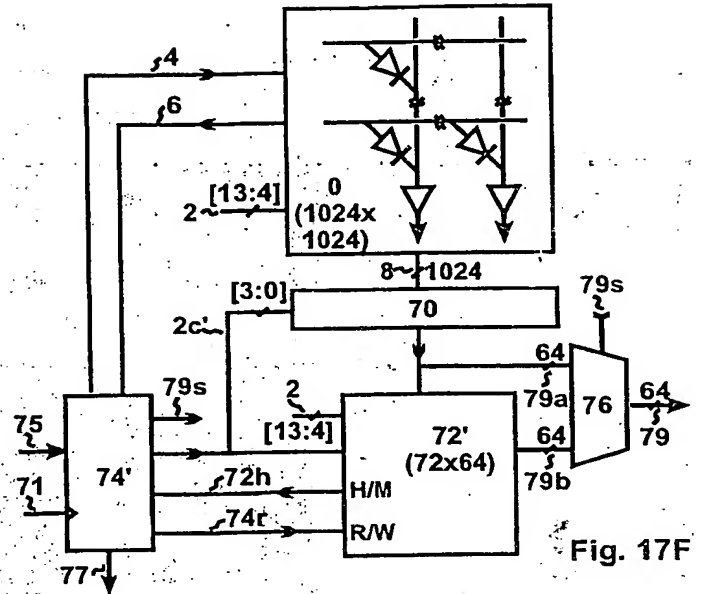 4
6
[13:4]
2
0
(1024x
1024)
8
1024
[3:0]
70
79s
2c'
64
79a
76
64
79
79s
2
[13:4]
72'
(72x64)
64
79b
75
74'
71
72h
H/M
74r
R/W
77
Fig. 17F